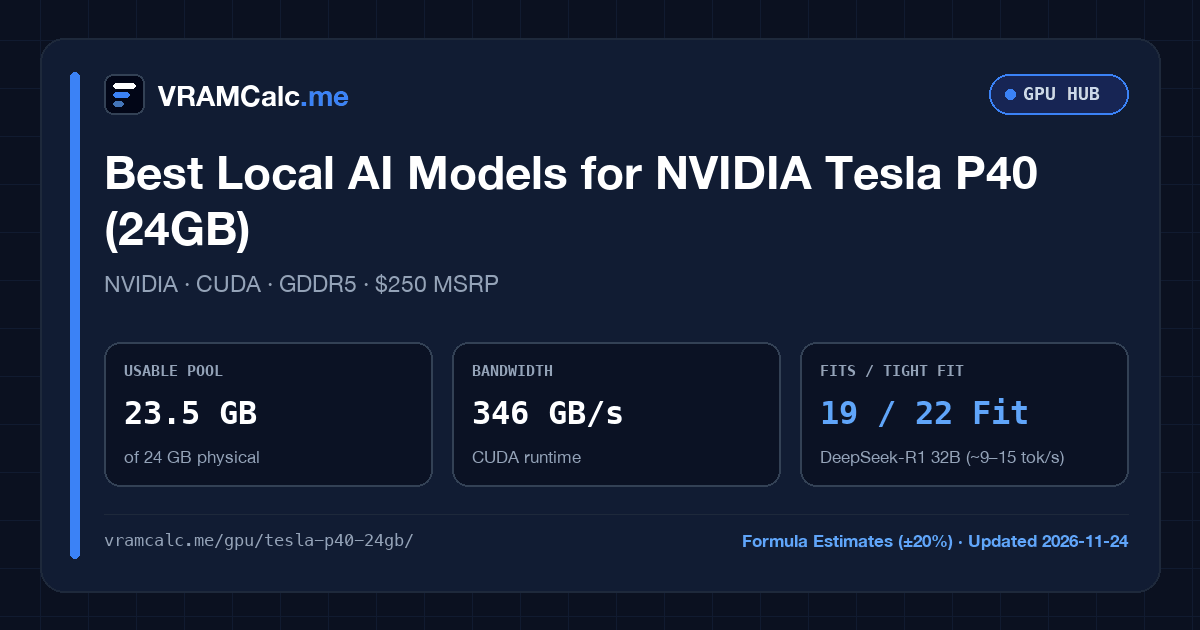 VRAMCalc.me
GPU HUB
Best Local AI Models for NVIDIA Tesla P40
(24GB)
NVIDIA · CUDA · GDDR5 · $250 MSRP
USABLE POOL
23.5 GB
of 24 GB physical
BANDWIDTH
346 GB/s
CUDA runtime
FITS / TIGHT FIT
19 / 22 Fit
DeepSeek-R1 32B (~9–15 tok/s)
vramcalc.me/gpu/tesla-p40-24gb/
Formula Estimates (±20%) · Updated 2026-11-24